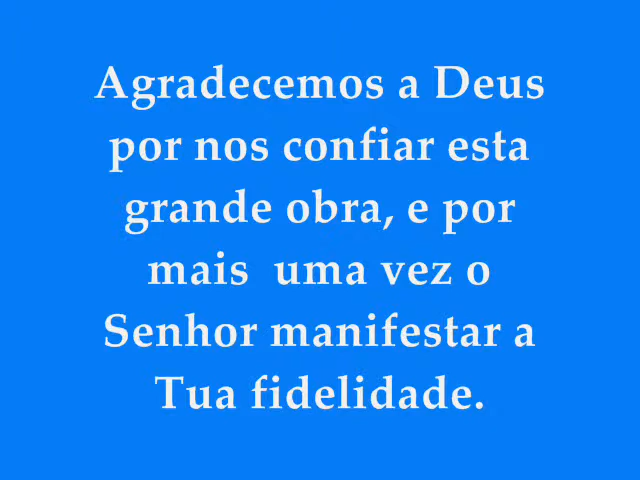 Agradecemos a Deus
por nos confiar esta
grande obra, e por
mais  uma vez o
Senhor manifestar a
Tua fidelidade.